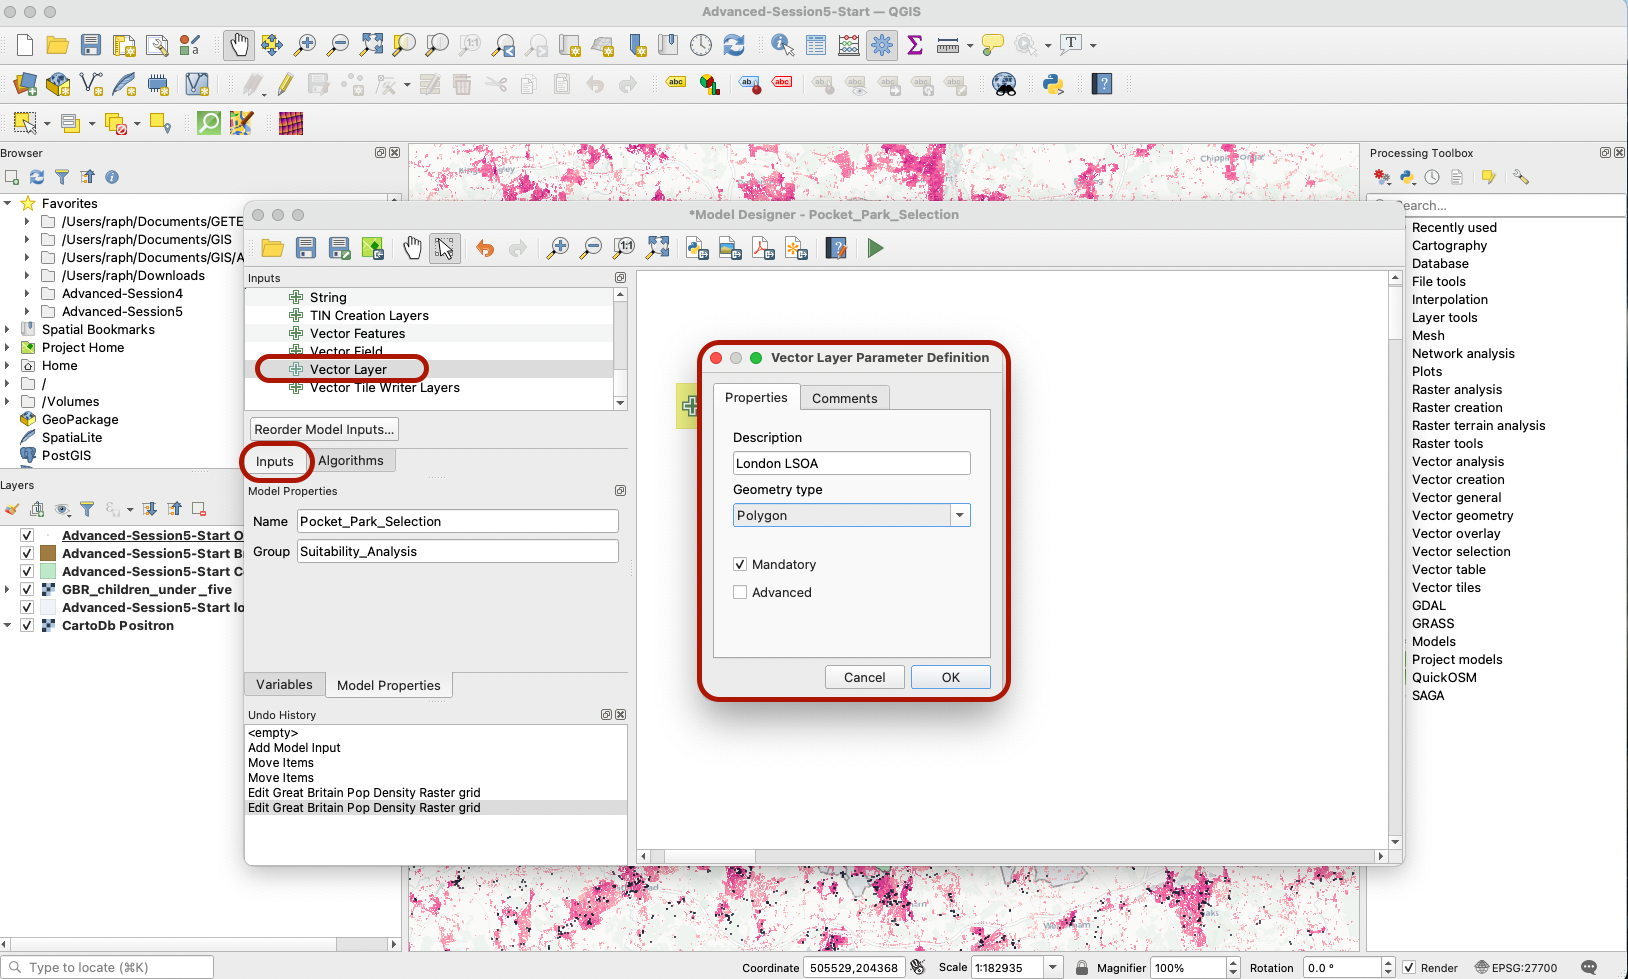 Advanced-Session5-Start — QGIS
Browser
Favorites
/Users/raph/Documents/GETE
/Users/raph/Documents/GIS
/Users/raph/Documents/GIS/A
/Users/raph/Downloads
Advanced-Session4
Advanced-Session5
Spatial Bookmarks
Project Home
Home
/
/Volumes
GeoPackage
SpatiaLite
PostGIS
Layers
Advanced-Session5-Start O
Advanced-Session5-Start B
Advanced-Session5-Start C
GBR_children_under_five
Advanced-Session5-Start lo
CartoDb Positron
*Model Designer - Pocket_Park_Selection
Inputs
String
TIN Creation Layers
Vector Features
Vector Field
Vector Layer
Vector Tile Writer Layers
Reorder Model Inputs...
Inputs
Algorithms
Model Properties
Name
Pocket_Park_Selection
Group
Suitability_Analysis
Variables
Model Properties
Undo History
<empty>
Add Model Input
Move Items
Move Items
Edit Great Britain Pop Density Raster grid
Edit Great Britain Pop Density Raster grid
Vector Layer Parameter Definition
Properties
Comments
Description
London LSOA
Geometry type
Polygon
Mandatory
Advanced
Cancel
OK
Processing Toolbox
earch...
Recently used
Cartography
Database
File tools
Interpolation
Layer tools
Mesh
Network analysis
Plots
Raster analysis
Raster creation
Raster terrain analysis
Raster tools
Vector analysis
Vector creation
Vector general
Vector geometry
Vector overlay
Vector selection
Vector table
Vector tiles
GDAL
GRASS
Models
Project models
QuickOSM
SAGA
Type to locate (⌘K)
Coordinate
505529,204368
Scale
1:182935
Magnifier
100%
Rotation
0.0 °
Render
EPSG:27700